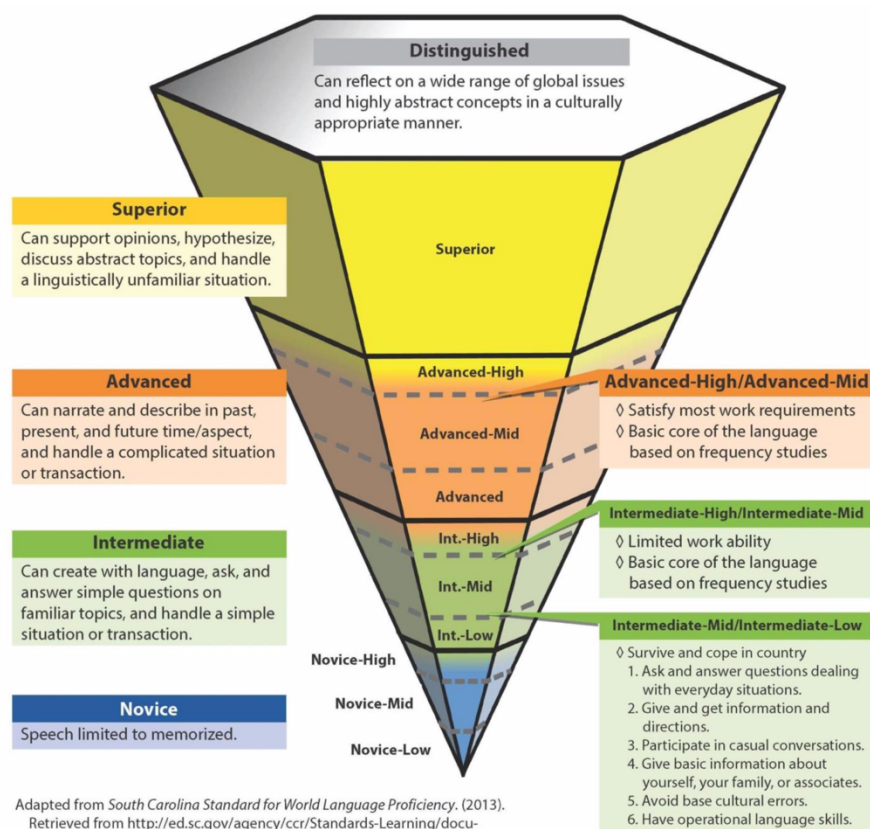 Distinguished
Can reflect on a wide range of global issues
and highly abstract concepts in a culturally
appropriate manner.
Superior
Can support opinions, hypothesize,
discuss abstract topics, and handle
a linguistically unfamiliar situation.
Superior
Advanced-High
Advanced
Can narrate and describe in past,
present, and future time/aspect,
and handle a complicated situation
or transaction.
Advanced-Mid
Advanced
Advanced-High/Advanced-Mid
◊ Satisfy most work requirements
◊ Basic core of the language
based on frequency studies
Intermediate
Can create with language, ask, and
answer simple questions on
familiar topics, and handle a simple
situation or transaction.
Int.-High
Int.-Mid
Int.-Low
Intermediate-High/Intermediate-Mid
◊ Limited work ability
◊ Basic core of the language
based on frequency studies
Intermediate-Mid/Intermediate-Low
◊ Survive and cope in country
1. Ask and answer questions dealing
with everyday situations.
2. Give and get information and
directions.
3. Participate in casual conversations.
4. Give basic information about
yourself, your family, or associates.
5. Avoid base cultural errors.
6. Have operational language skills.
Novice-High
Novice
Speech limited to memorized.
Novice-Mid
Novice-Low
Adapted from South Carolina Standard for World Language Proficiency. (2013).
Retrieved from http://ed.sc.gov/agency/ccr/Standards-Learning/docu-